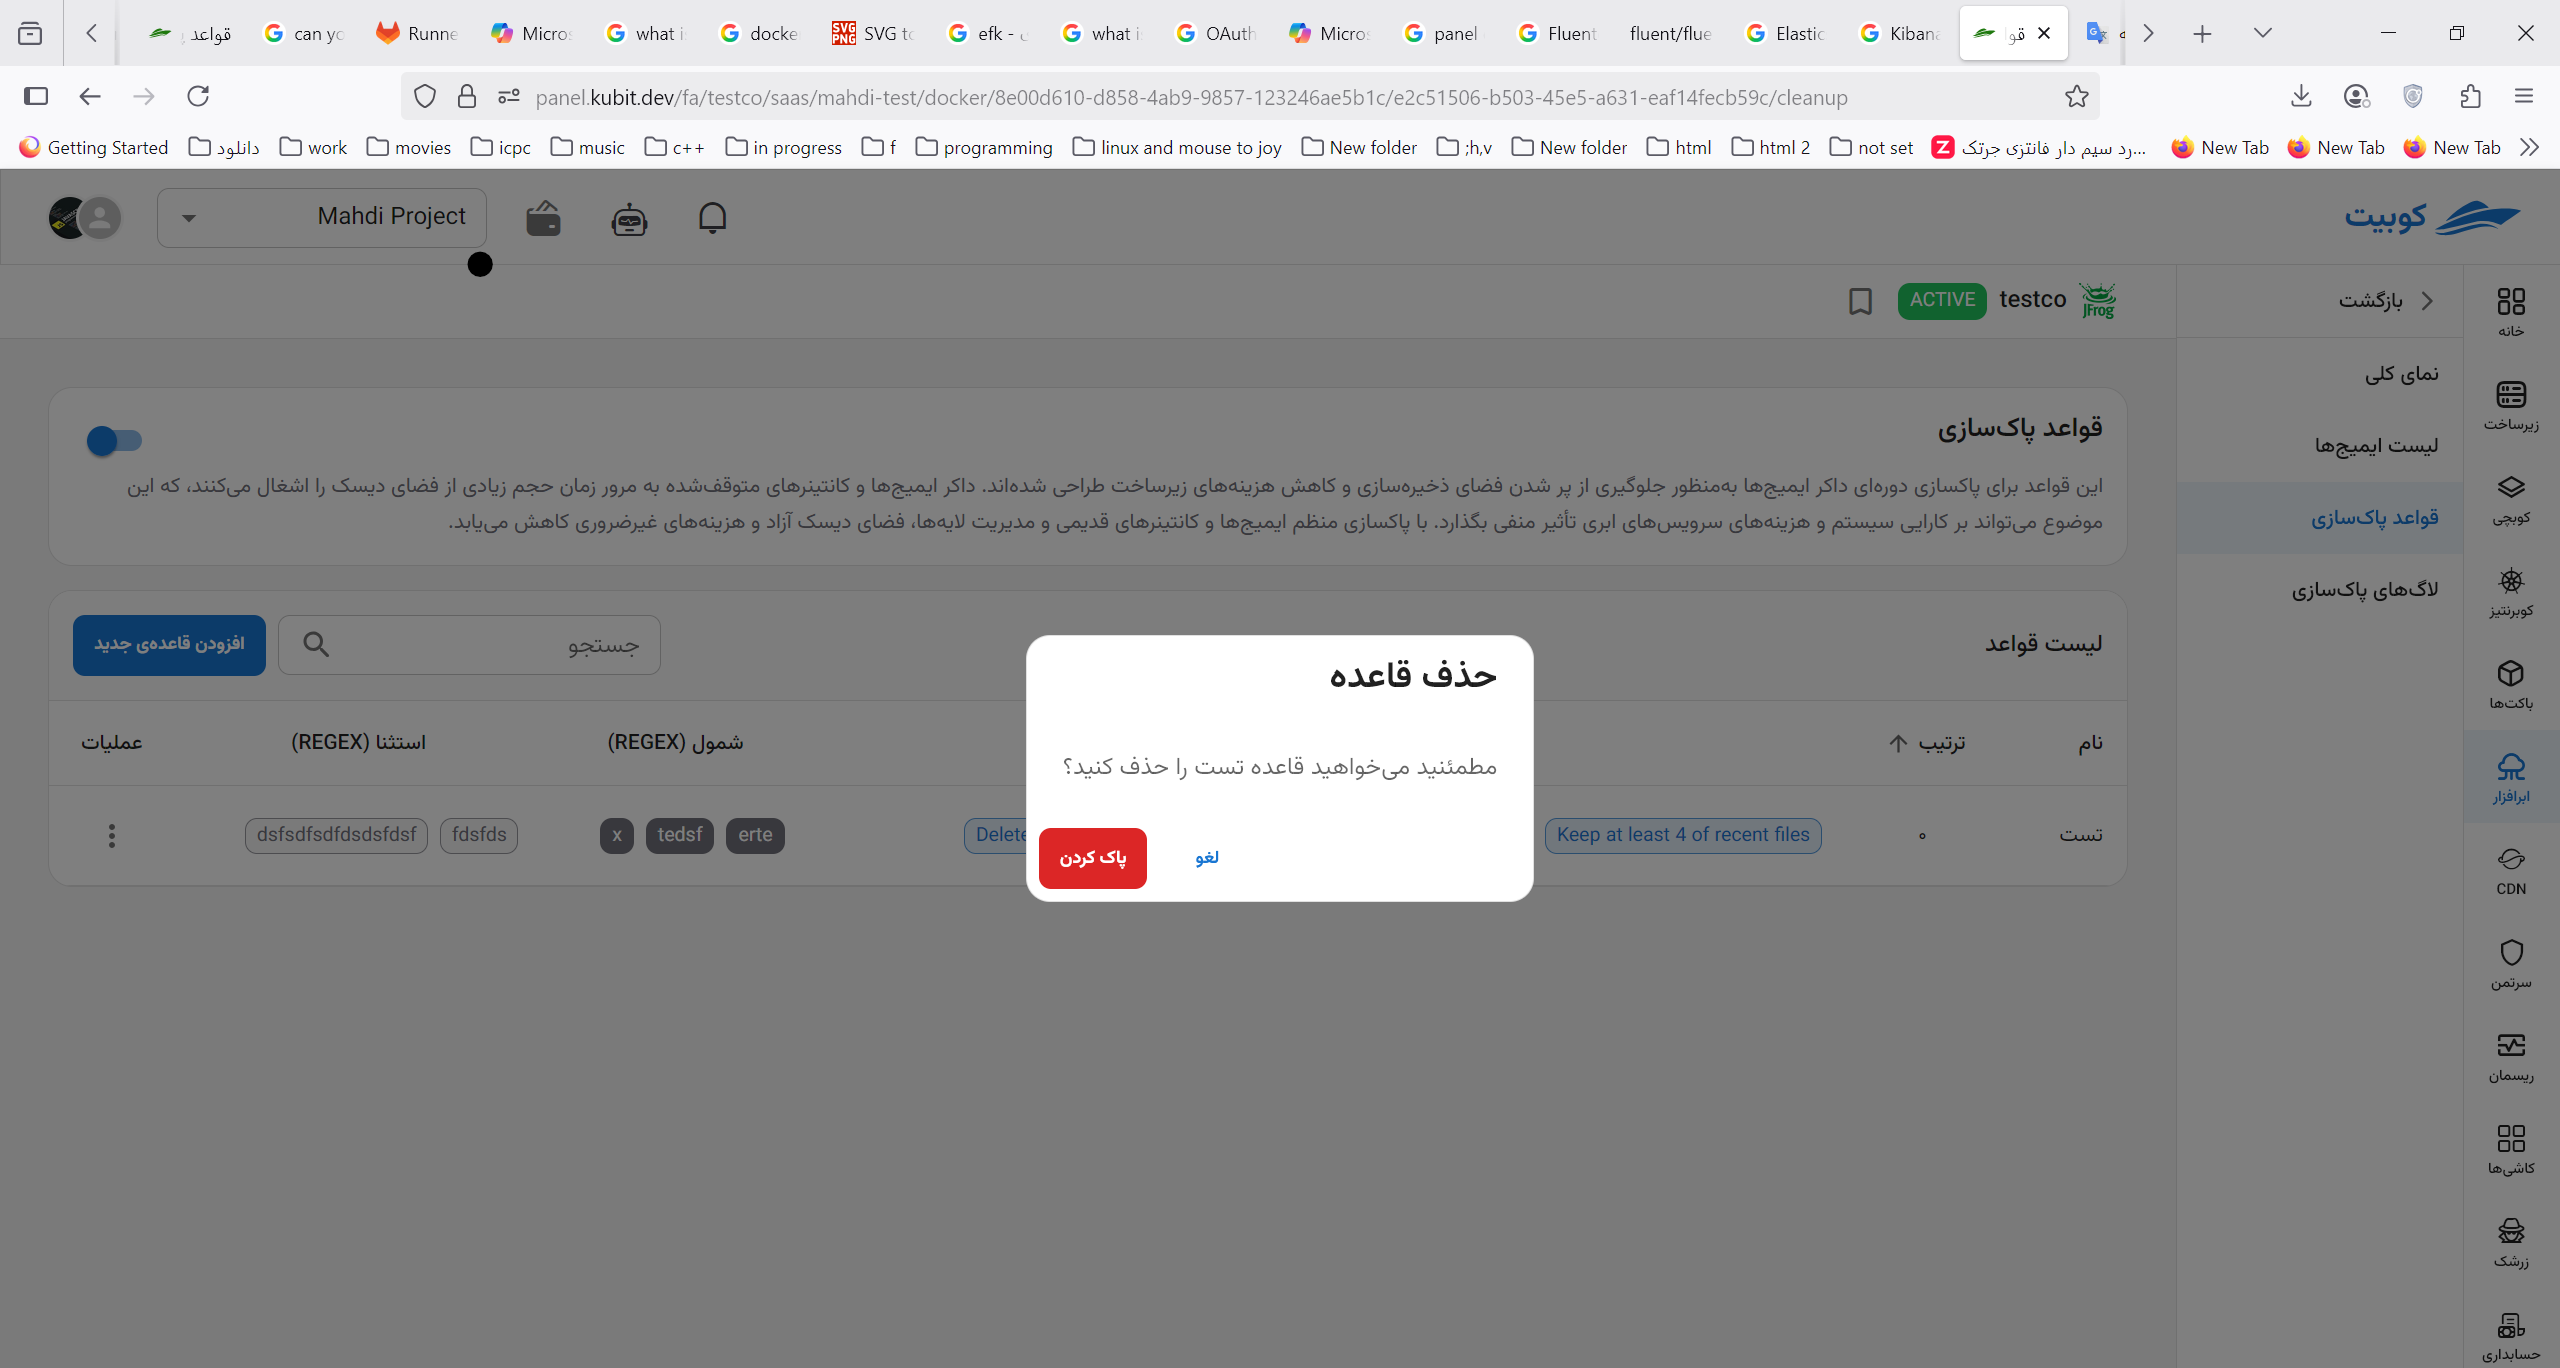 قواعد پ
can yo
Runne
Micros
what i
docke
SVG to
efk -
what i
OAuth
Micros
panel
Fluent
fluent/flue
Elastic
Kibana
قوا
panel.kubit.dev/fa/testco/saas/mahdi-test/docker/8e00d610-d858-4ab9-9857-123246ae5b1c/e2c51506-b503-45e5-a631-eaf14fecb59c/cleanup
Getting Started
دانلود
work
movies
icpc
music
c++
in progress
f
programming
linux and mouse to joy
New folder
;h,v
New folder
html
html 2
not set
رد سیم دار فانتزی جرتک...
New Tab
New Tab
New Tab
کوبیت
Mahdi Project
testco ACTIVE
JFrog
بازگشت
نمای کلی
لیست ایمیج‌ها
قواعد پاک‌سازی
لاگ‌های پاک‌سازی
خانه
زیرساخت
کوبچی
کوبرنتیز
باکت‌ها
ابرافزار
CDN
سرتمن
ریسمان
کاشی‌ها
زرشک
حسابداری
قواعد پاک‌سازی
این قواعد برای پاکسازی دوره‌ای داکر ایمیج‌ها به‌منظور جلوگیری از پر شدن فضای ذخیره‌سازی و کاهش هزینه‌های زیرساخت طراحی شده‌اند. داکر ایمیج‌ها و کانتینرهای متوقف‌شده به مرور زمان حجم زیادی از فضای دیسک را اشغال می‌کنند، که این
موضوع می‌تواند بر کارایی سیستم و هزینه‌های سرویس‌های ابری تأثیر منفی بگذارد. با پاکسازی منظم ایمیج‌ها و کانتینرهای قدیمی و مدیریت لایه‌ها، فضای دیسک آزاد و هزینه‌های غیرضروری کاهش می‌یابد.
لیست قواعد
جستجو
افزودن قاعده‌ی جدید
نام
ترتیب
شمول (REGEX)
استثنا (REGEX)
عملیات
تست
۰
Keep at least 4 of recent files
Delete
erte
tedsf
x
fdsfds
dsfsdfsdfdsdsfdsf
حذف قاعده
مطمئنید می‌خواهید قاعده تست را حذف کنید؟
لغو
پاک کردن